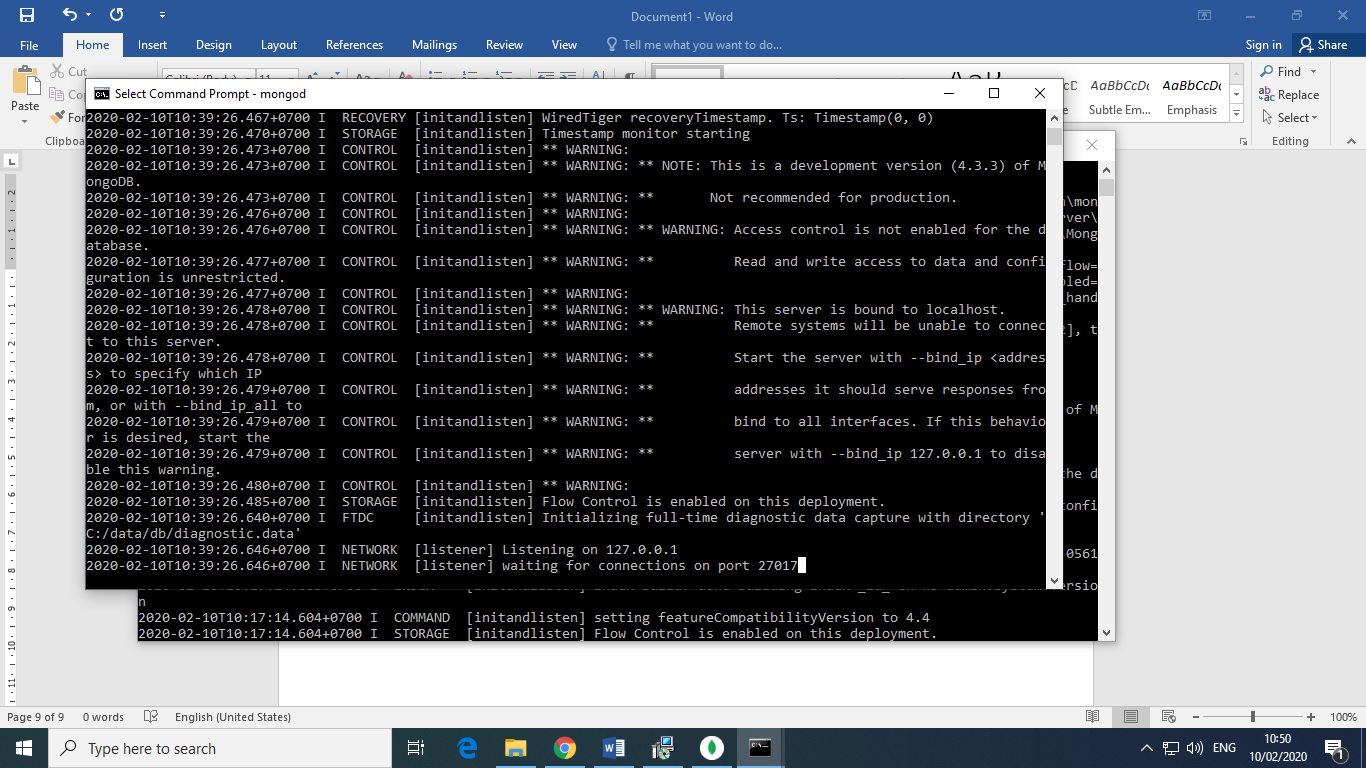 Document1 - Word
File
Home
Insert
Design
Layout
References
Mailings
Review
View
Tell me what you want to do...
Sign in
Share
Paste
Cut
Clipboa
AaBbCcDc
AaBbCcDc
Subtle Em...
Emphasis
Find
Replace
Select
Editing
Select Command Prompt - mongod
2020-02-10T10:39:26.467+0700 I  RECOVERY [initandlisten] WiredTiger recoveryTimestamp. Ts: Timestamp(0, 0)
2020-02-10T10:39:26.470+0700 I  STORAGE  [initandlisten] Timestamp monitor starting
2020-02-10T10:39:26.473+0700 I  CONTROL  [initandlisten] ** WARNING:
2020-02-10T10:39:26.473+0700 I  CONTROL  [initandlisten] ** WARNING: ** NOTE: This is a development version (4.3.3) of M
ongoDB.
2020-02-10T10:39:26.473+0700 I  CONTROL  [initandlisten] ** WARNING: **       Not recommended for production.
2020-02-10T10:39:26.476+0700 I  CONTROL  [initandlisten] ** WARNING:
2020-02-10T10:39:26.476+0700 I  CONTROL  [initandlisten] ** WARNING: ** WARNING: Access control is not enabled for the d
atabase.
2020-02-10T10:39:26.477+0700 I  CONTROL  [initandlisten] ** WARNING: **          Read and write access to data and confi
guration is unrestricted.
2020-02-10T10:39:26.477+0700 I  CONTROL  [initandlisten] ** WARNING:
2020-02-10T10:39:26.478+0700 I  CONTROL  [initandlisten] ** WARNING: ** WARNING: This server is bound to localhost.
2020-02-10T10:39:26.478+0700 I  CONTROL  [initandlisten] ** WARNING: **          Remote systems will be unable to connec
t to this server.
2020-02-10T10:39:26.478+0700 I  CONTROL  [initandlisten] ** WARNING: **          Start the server with --bind_ip <addres
s> to specify which IP
2020-02-10T10:39:26.479+0700 I  CONTROL  [initandlisten] ** WARNING: **          addresses it should serve responses fro
m, or with --bind_ip_all to
2020-02-10T10:39:26.479+0700 I  CONTROL  [initandlisten] ** WARNING: **          bind to all interfaces. If this behavio
r is desired, start the
2020-02-10T10:39:26.479+0700 I  CONTROL  [initandlisten] ** WARNING: **          server with --bind_ip 127.0.0.1 to disa
ble this warning.
2020-02-10T10:39:26.480+0700 I  CONTROL  [initandlisten] ** WARNING:
2020-02-10T10:39:26.485+0700 I  STORAGE  [initandlisten] Flow Control is enabled on this deployment.
2020-02-10T10:39:26.640+0700 I  FTDC     [initandlisten] Initializing full-time diagnostic data capture with directory '
C:/data/db/diagnostic.data'
2020-02-10T10:39:26.646+0700 I  NETWORK  [listener] Listening on 127.0.0.1
2020-02-10T10:39:26.646+0700 I  NETWORK  [listener] waiting for connections on port 27017
n
2020-02-10T10:17:14.604+0700 I  COMMAND  [initandlisten] setting featureCompatibilityVersion to 4.4
2020-02-10T10:17:14.604+0700 I  STORAGE  [initandlisten] Flow Control is enabled on this deployment.
Page 9 of 9
0 words
English (United States)
100%
Type here to search
ENG
10:50
10/02/2020
1